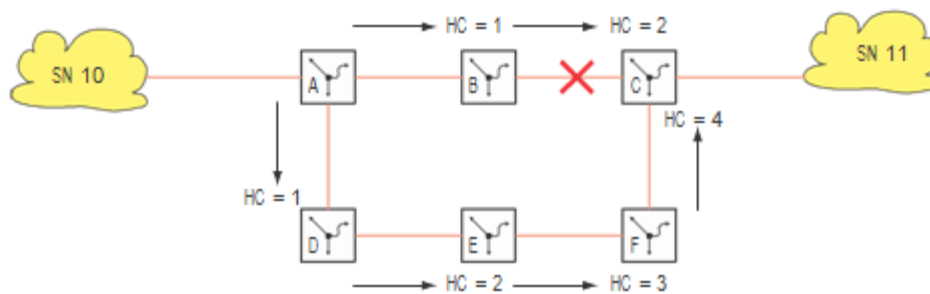 HC = 1
HC = 2
SN 10
A
B
C
SN 11
HC = 4
HC = 1
D
E
F
HC = 2
HC = 3